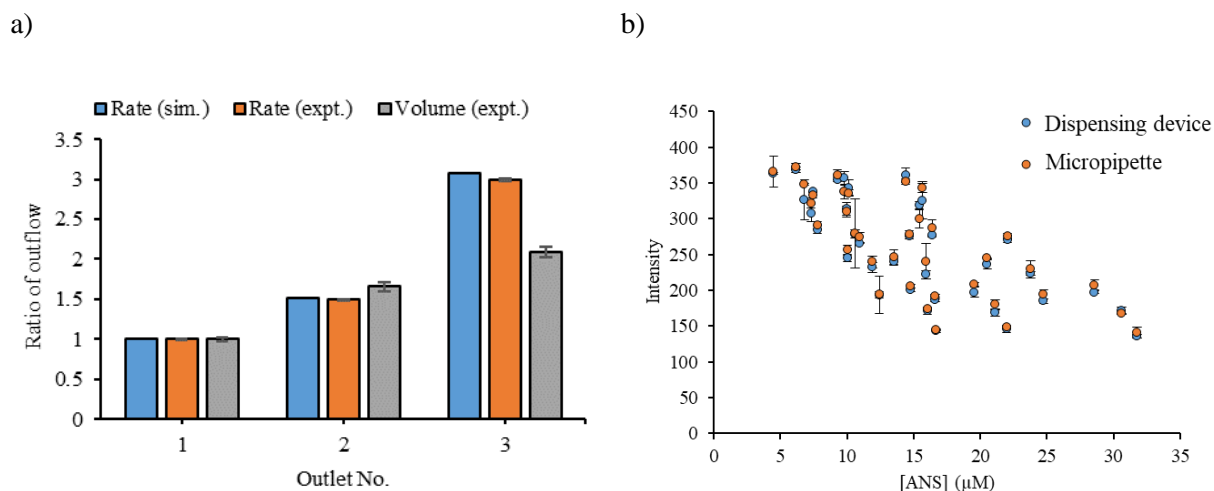 a)
Rate (sim.) Rate (expt.) Volume (expt.)
3.5
3
2.5
2
1.5
1
0.5
0
Ratio of outflow
1 2 3
Outlet No.
b)
Dispensing device
Micropipette
450
400
350
300
250
200
150
100
50
0
Intensity
0 5 10 15 20 25 30 35
[ANS] (μM)